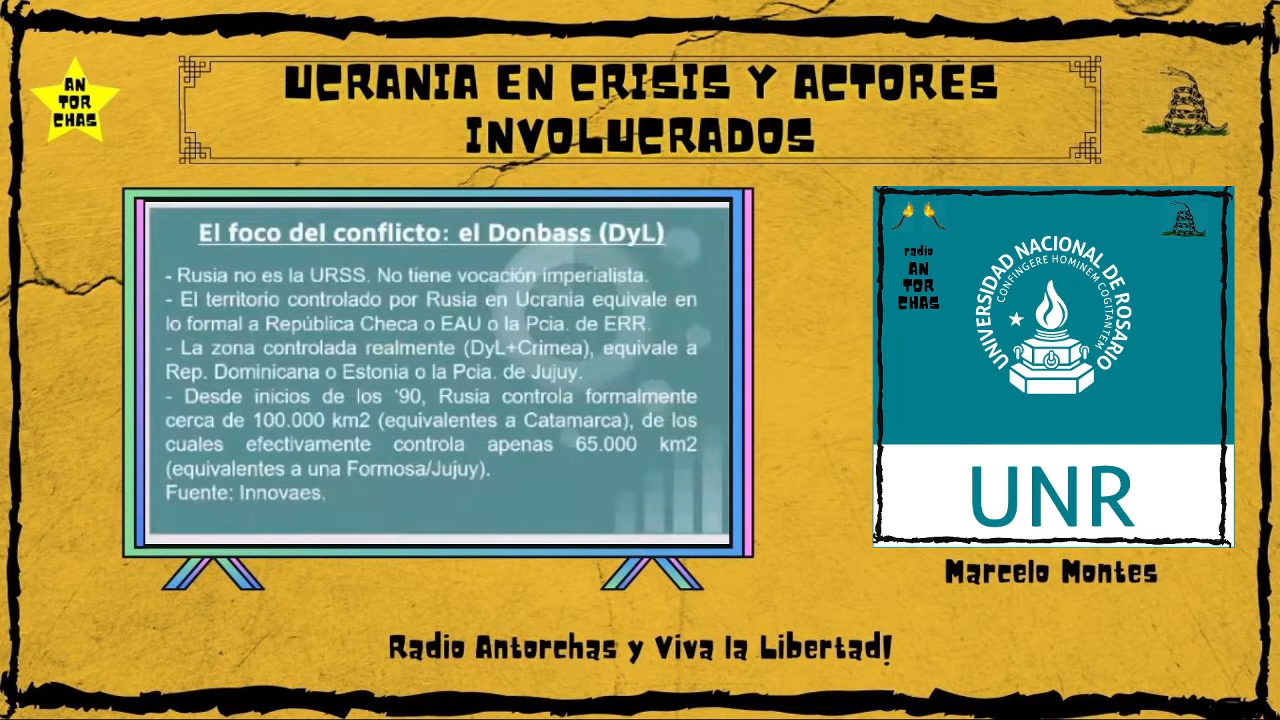 AN
TOR
CHAS
UCRANIA EN CRISIS Y ACTORES
INVOLUCRADOS
El foco del conflicto: el Donbass (DyL)
- Rusia no es la URSS. No tiene vocación imperialista.
- El territorio controlado por Rusia en Ucrania equivale en
lo formal a República Checa o EAU o la Pcia. de ERR.
- La zona controlada realmente (DyL+Crimea), equivale a
Rep. Dominicana o Estonia o la Pcia. de Jujuy.
- Desde inicios de los '90, Rusia controla formalmente
cerca de 100.000 km2 (equivalentes a Catamarca), de los
cuales efectivamente controla apenas 65.000 km2
(equivalentes a una Formosa/Jujuy).
Fuente: Innovaes.
radio
AN
TOR
CHAS
UNIVERSIDAD NACIONAL DE ROSARIO
CONFINGERE HOMINEM COGITANTEM
UNR
Marcelo Montes
Radio Antorchas y Viva la Libertad!